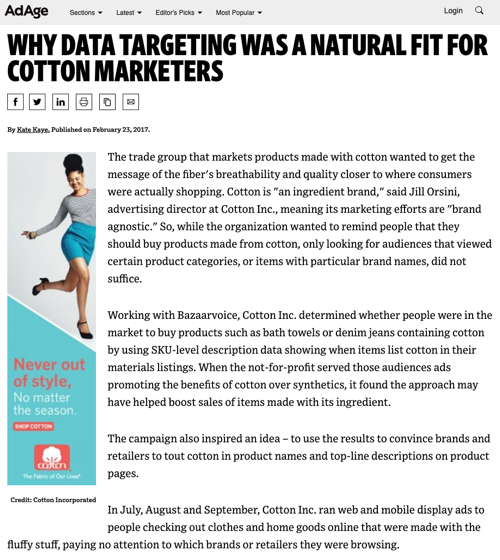 AdAge
Sections Latest Editor's Picks Most Popular Login
WHY DATA TARGETING WAS A NATURAL FIT FOR
COTTON MARKETERS
By Kate Kaye. Published on February 23, 2017.
Never out
of style,
No matter
the season.
SHOP COTTON
cotton
The Fabric of Our Lives®
Credit: Cotton Incorporated
The trade group that markets products made with cotton wanted to get the
message of the fiber's breathability and quality closer to where consumers
were actually shopping. Cotton is "an ingredient brand," said Jill Orsini,
advertising director at Cotton Inc., meaning its marketing efforts are "brand
agnostic." So, while the organization wanted to remind people that they
should buy products made from cotton, only looking for audiences that viewed
certain product categories, or items with particular brand names, did not
suffice.
Working with Bazaarvoice, Cotton Inc. determined whether people were in the
market to buy products such as bath towels or denim jeans containing cotton
by using SKU-level description data showing when items list cotton in their
materials listings. When the not-for-profit served those audiences ads
promoting the benefits of cotton over synthetics, it found the approach may
have helped boost sales of items made with its ingredient.
The campaign also inspired an idea – to use the results to convince brands and
retailers to tout cotton in product names and top-line descriptions on product
pages.
In July, August and September, Cotton Inc. ran web and mobile display ads to
people checking out clothes and home goods online that were made with the
fluffy stuff, paying no attention to which brands or retailers they were browsing.